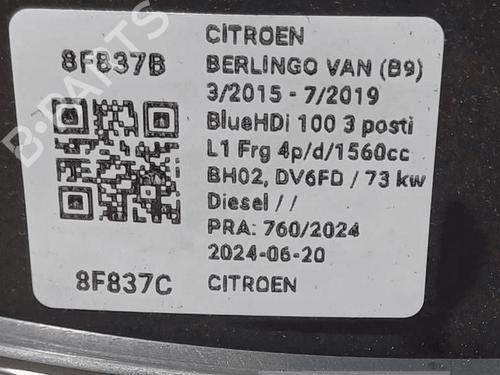 8F837B
CITROEN
BERLINGO VAN (B9)
3/2015 - 7/2019
BlueHDi 100 3 posti
L1 Frg 4p/d/1560cc
BH02, DV6FD / 73 kw
Diesel / /
PRA: 760/2024
2024-06-20
8F837C
CITROEN
B-PARTS